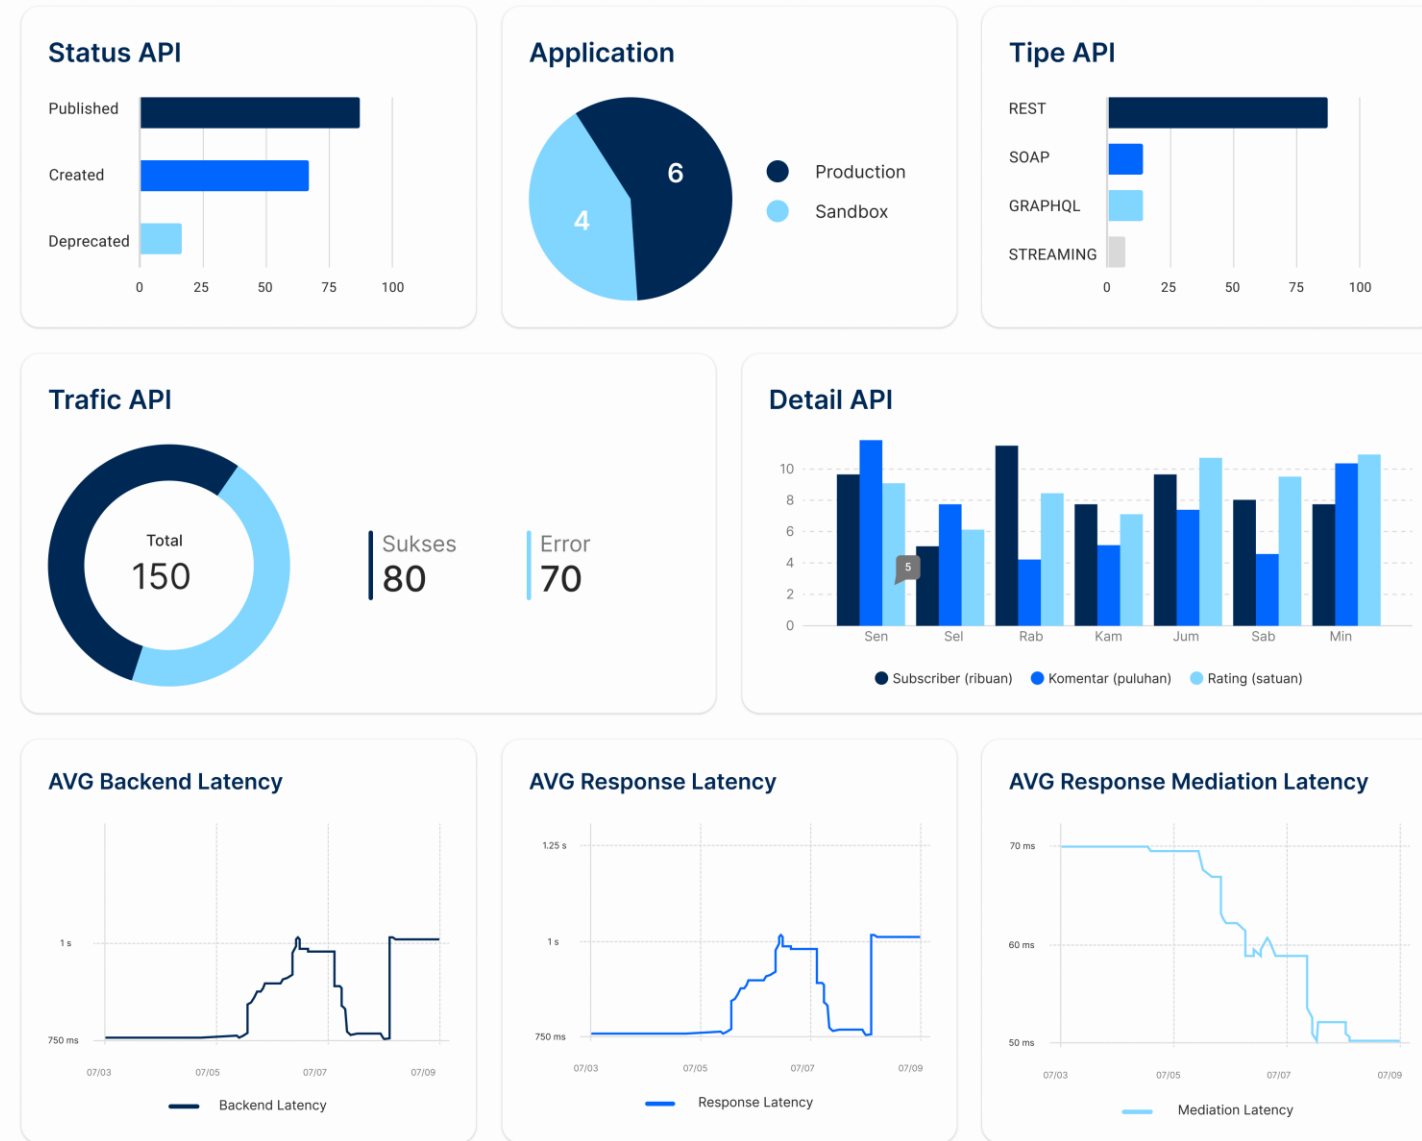 Status API
Published
Created
Deprecated
0 25 50 75 100
Application
6
4
Production
Sandbox
Tipe API
REST
SOAP
GRAPHQL
STREAMING
0 25 50 75 100
Trafic API
Total
150
Sukses
80
Error
70
Detail API
10
8
6
4
2
0
5
Sen Sel Rab Kam Jum Sab Min
Subscriber (ribuan) Komentar (puluhan) Rating (satuan)
AVG Backend Latency
1 s
750 ms
07/03 07/05 07/07 07/09
Backend Latency
AVG Response Latency
1.25 s
1 s
750 ms
07/03 07/05 07/07 07/09
Response Latency
AVG Response Mediation Latency
70 ms
60 ms
50 ms
07/03 07/05 07/07 07/09
Mediation Latency